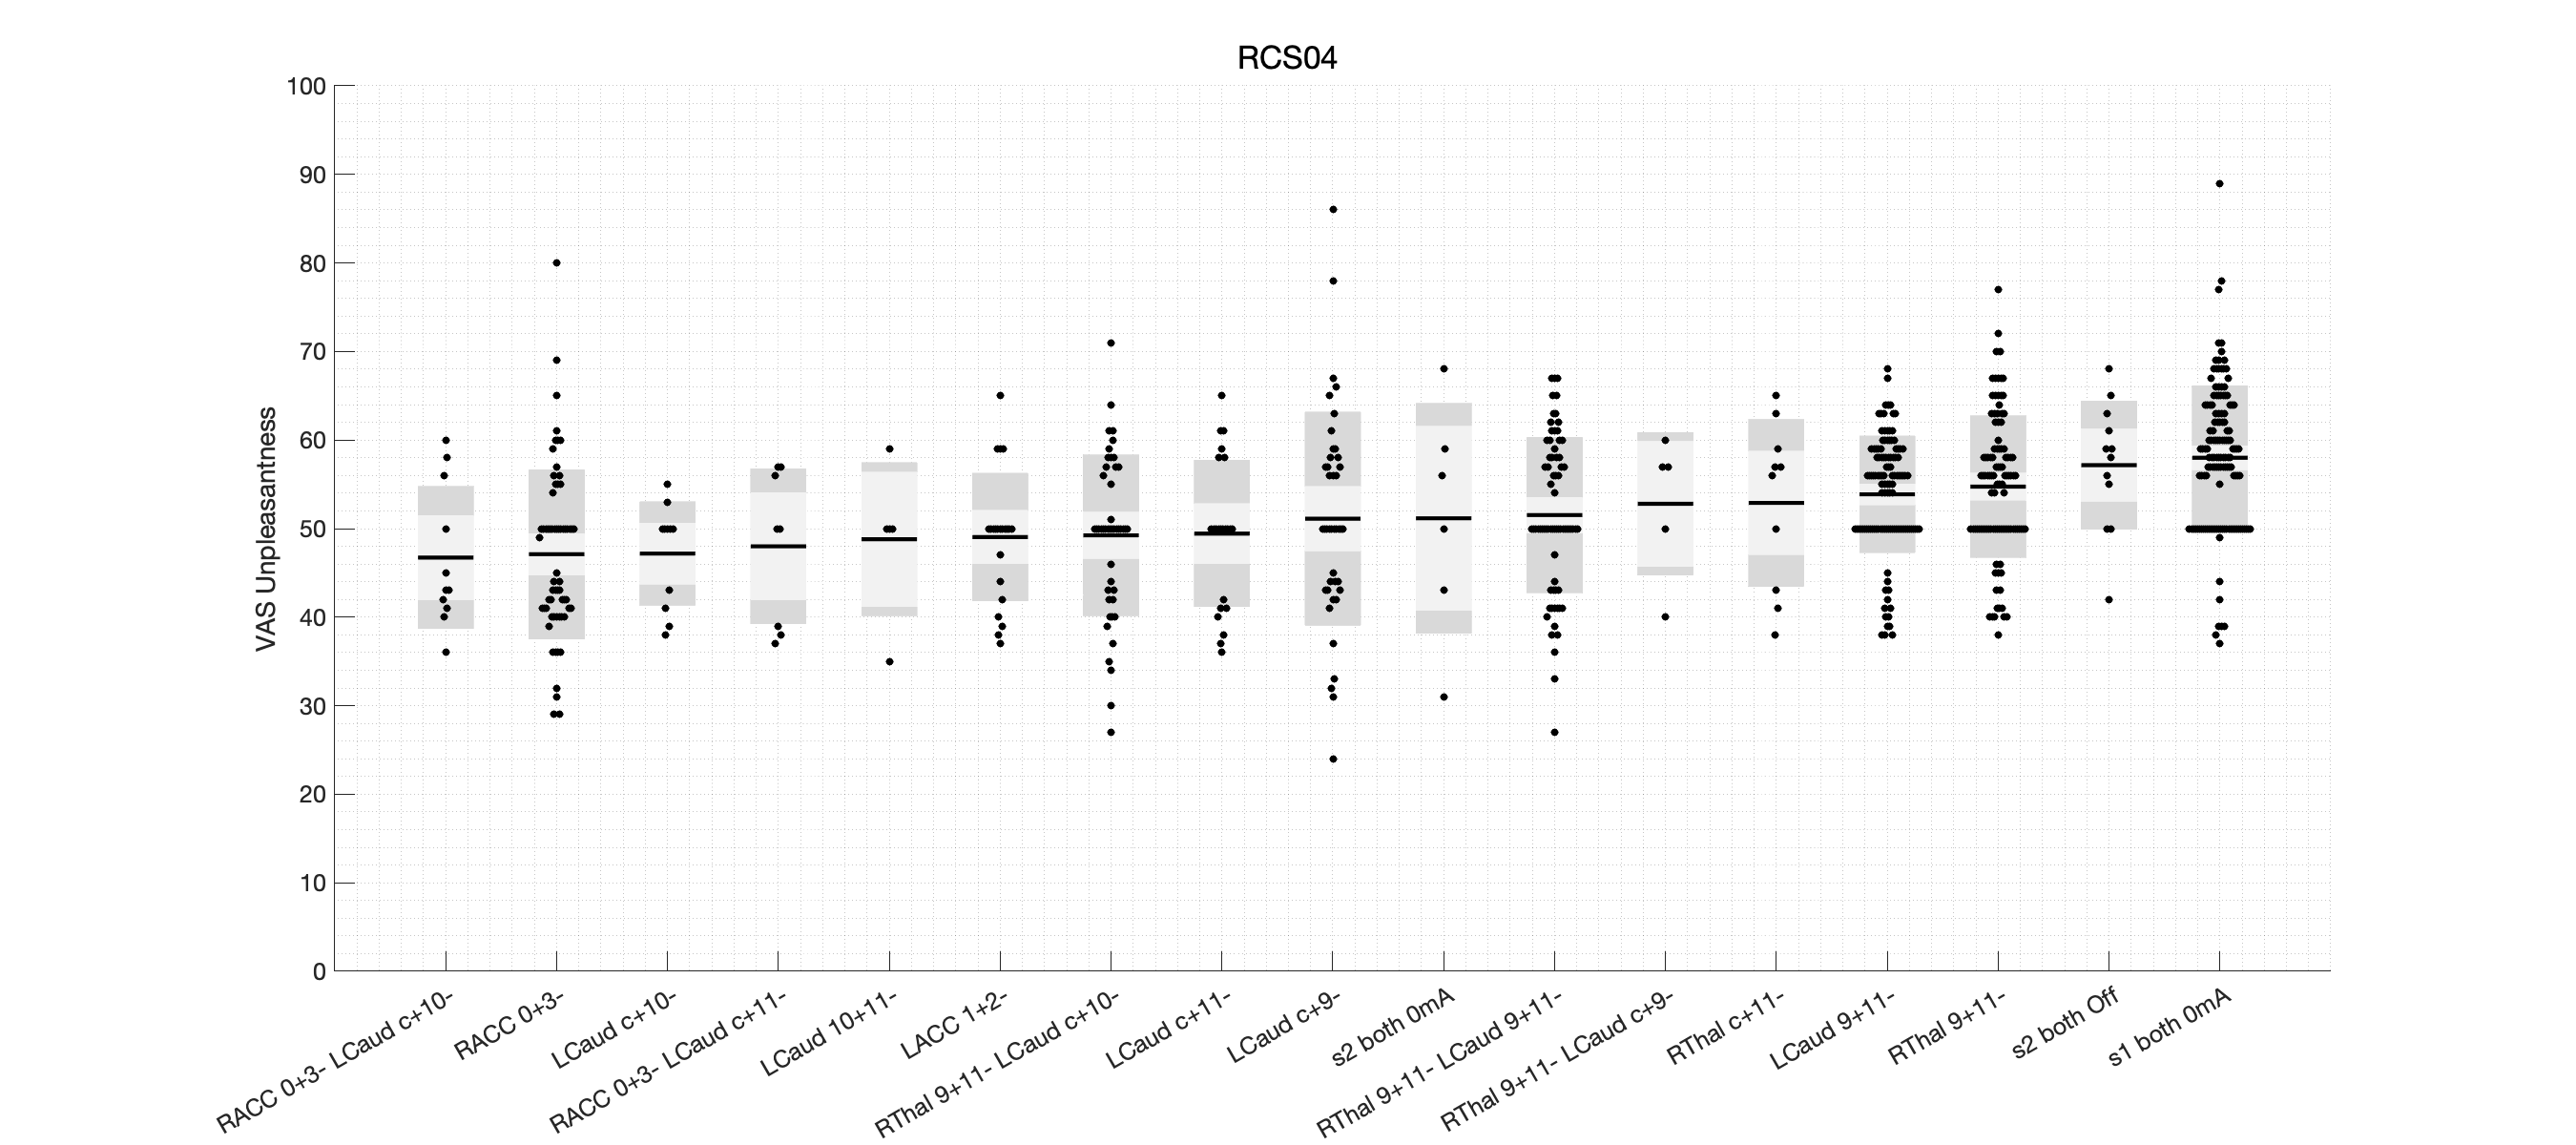 RCS04
100
90
80
70
60
50
40
30
20
10
0
VAS Unpleasantness
RACC 0+3- LCaud c+10-
RACC 0+3-
LCaud c+10-
RACC 0+3- LCaud c+11-
LCaud 10+11-
LACC 1+2-
RThal 9+11- LCaud c+10-
LCaud c+11-
LCaud c+9-
s2 both 0mA
RThal 9+11- LCaud 9+11-
RThal 9+11- LCaud c+9-
RThal c+11-
LCaud 9+11-
RThal 9+11-
s2 both Off
s1 both 0mA